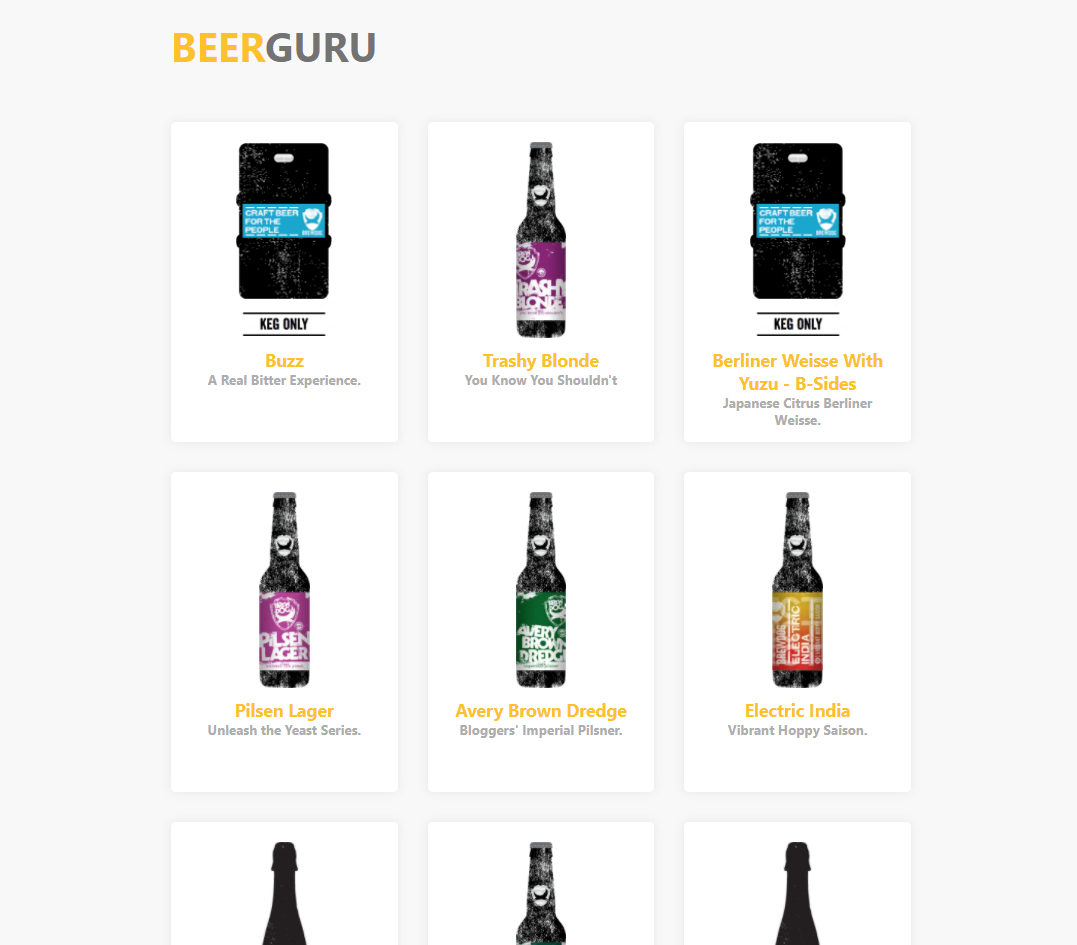 BEERGURU
CRAFT BEER
FOR THE
PEOPLE
BREWDOG
KEG ONLY
TRASHY
BLONDE
CRAFT BEER
FOR THE
PEOPLE
BREWDOG
KEG ONLY
Buzz
A Real Bitter Experience.
Trashy Blonde
You Know You Shouldn't
Berliner Weisse With
Yuzu - B-Sides
Japanese Citrus Berliner
Weisse.
PILSEN
LAGER
AVERY
BROWN
DREDGE
BREWDOG
ELECTRIC
INDIA
Pilsen Lager
Unleash the Yeast Series.
Avery Brown Dredge
Bloggers' Imperial Pilsner.
Electric India
Vibrant Hoppy Saison.